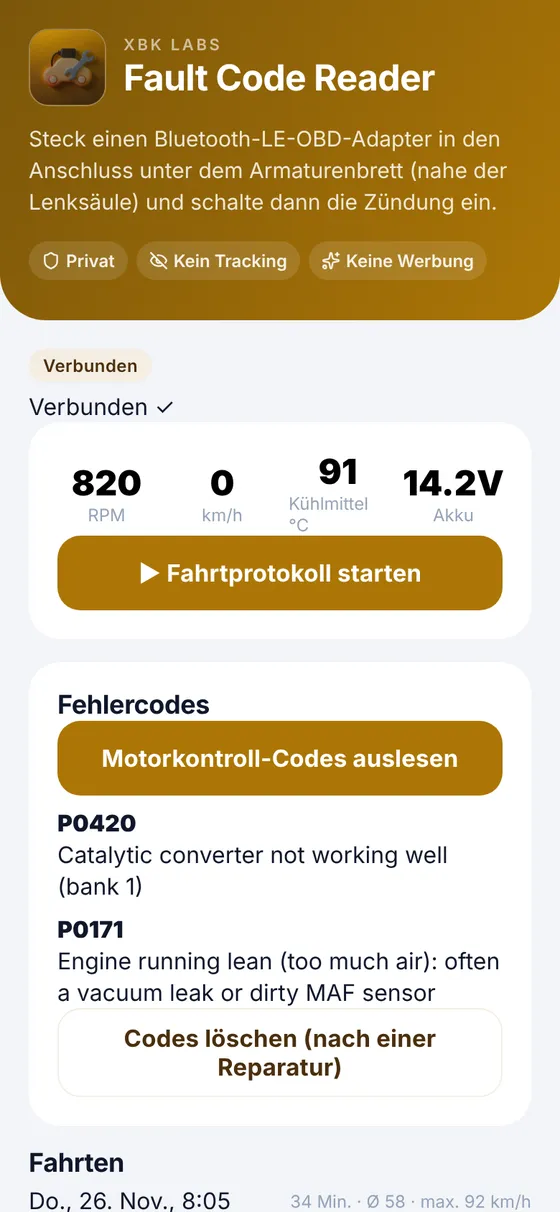 XBK LABS
Fault Code Reader
Steck einen Bluetooth-LE-OBD-Adapter in den
Anschluss unter dem Armaturenbrett (nahe der
Lenksäule) und schalte dann die Zündung ein.
Privat
Kein Tracking
Keine Werbung
Verbunden
Verbunden ✓
820
RPM
0
km/h
91
Kühlmittel
°C
14.2V
Akku
▶ Fahrtprotokoll starten
Fehlercodes
Motorkontroll-Codes auslesen
P0420
Catalytic converter not working well
(bank 1)
P0171
Engine running lean (too much air): often
a vacuum leak or dirty MAF sensor
Codes löschen (nach einer
Reparatur)
Fahrten
Do., 26. Nov., 8:05
34 Min. · Ø 58 · max. 92 km/h